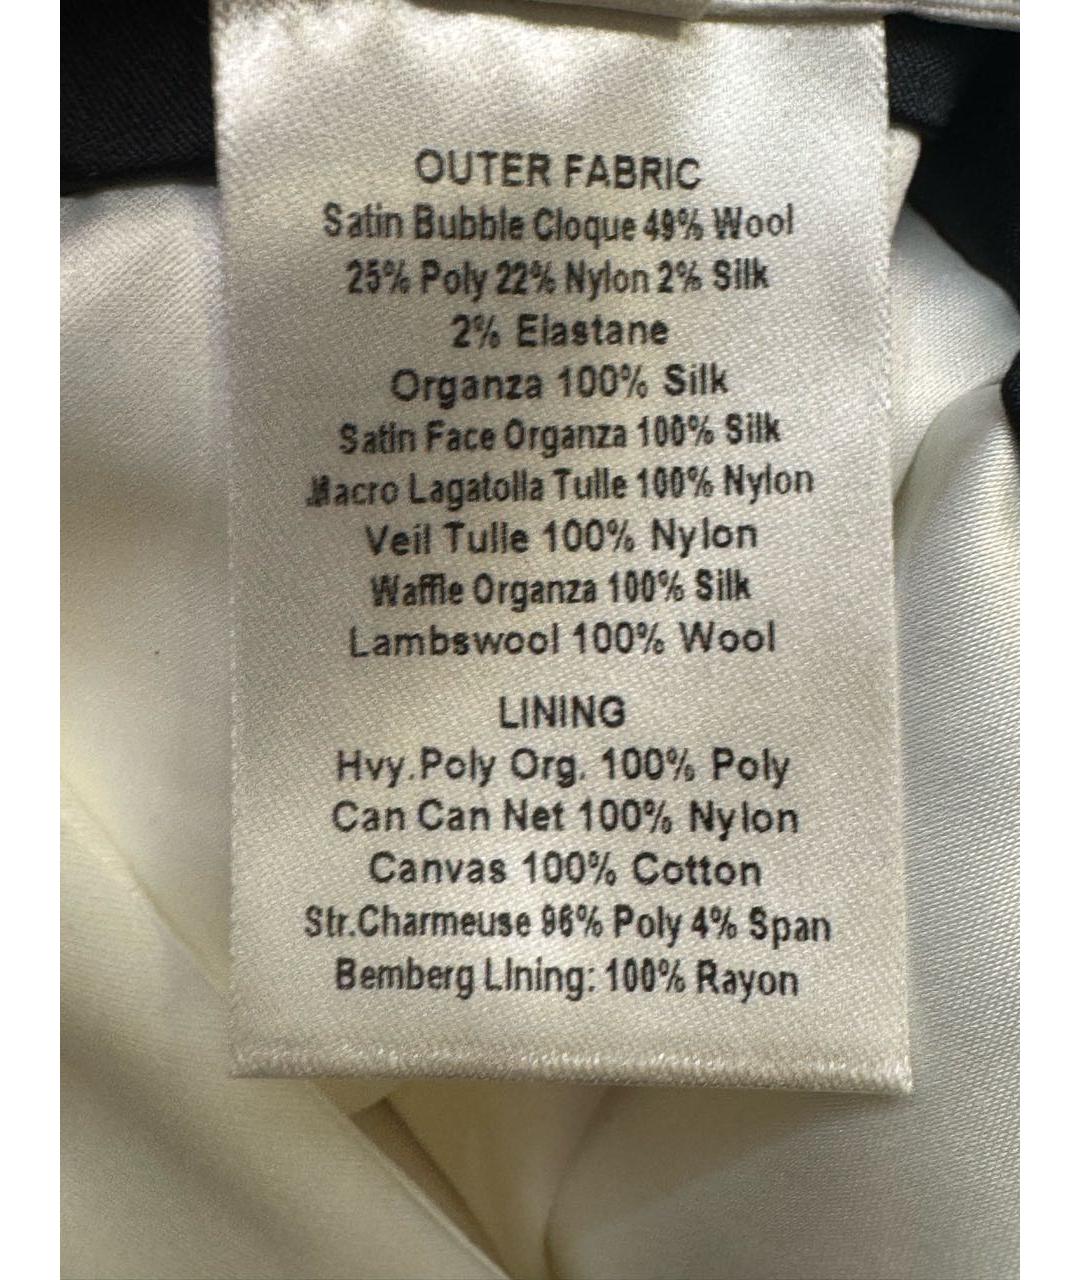 OUTER FABRIC
Satin Bubble Cloque 49% Wool
25% Poly 22% Nylon 2% Silk
2% Elastane
Organza 100% Silk
Satin Face Organza 100% Silk
Macro Lagatolla Tulle 100% Nylon
Veil Tulle 100% Nylon
Waffle Organza 100% Silk
Lambswool 100% Wool
LINING
Hvy.Poly Org. 100% Poly
Can Can Net 100% Nylon
Canvas 100% Cotton
Str.Charmeuse 96% Poly 4% Span
Bemberg LIning: 100% Rayon